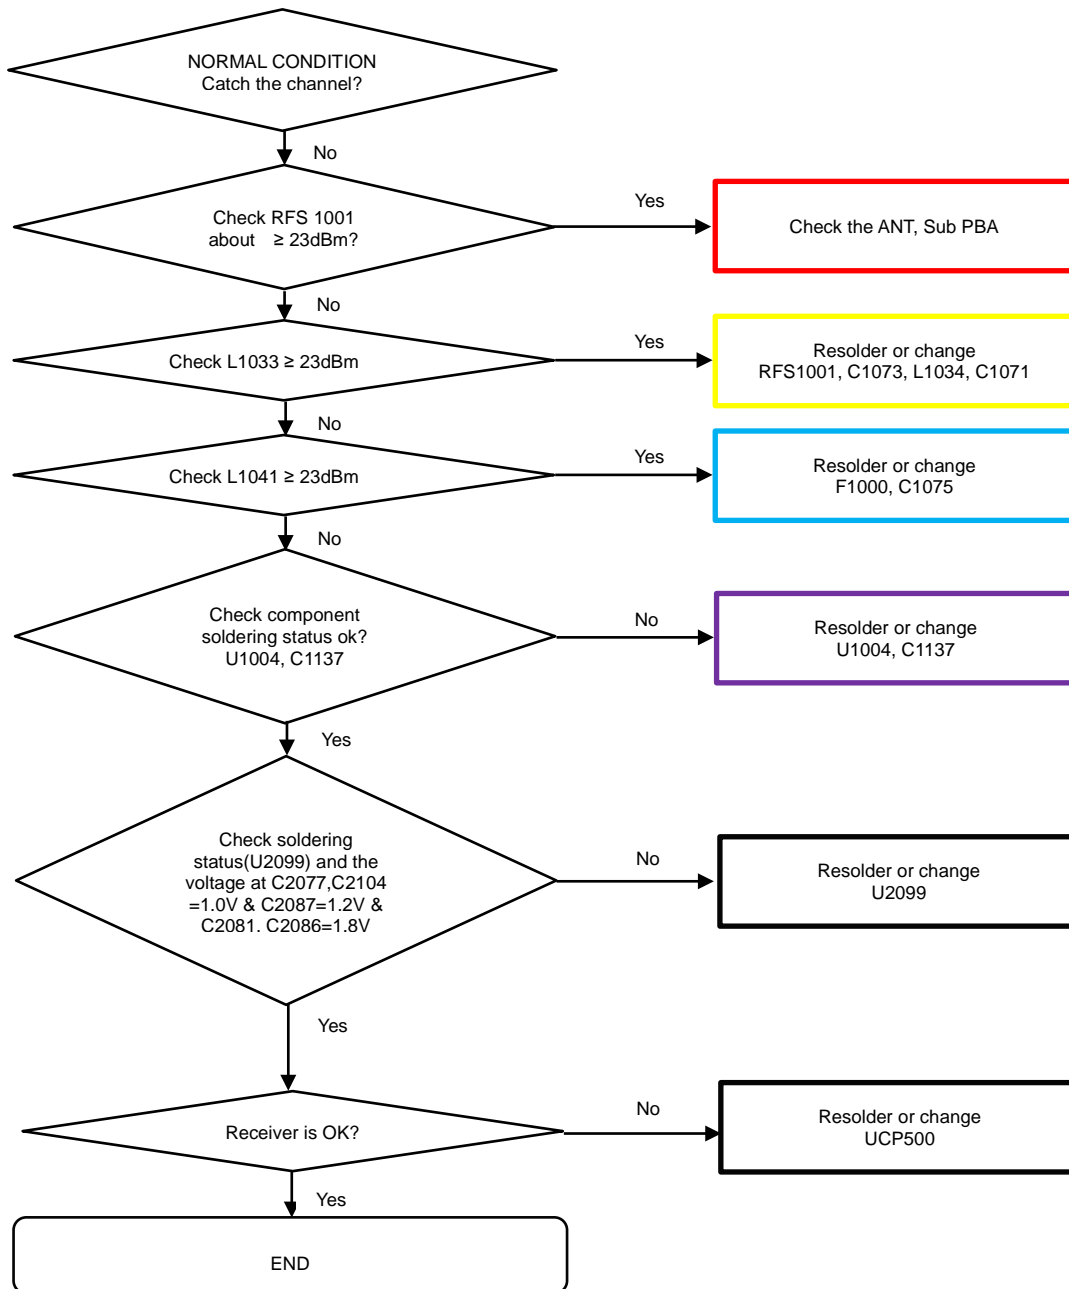 NORMAL CONDITION
Catch the channel?
No
Check RFS 1001
about ≥ 23dBm?
Yes
Check the ANT, Sub PBA
No
Check L1033 ≥ 23dBm
Yes
Resolder or change
RFS1001, C1073, L1034, C1071
No
Check L1041 ≥ 23dBm
Yes
Resolder or change
F1000, C1075
No
Check component
soldering status ok?
U1004, C1137
No
Resolder or change
U1004, C1137
Yes
Check soldering
status(U2099) and the
voltage at C2077,C2104
=1.0V & C2087=1.2V &
C2081. C2086=1.8V
No
Resolder or change
U2099
Yes
Receiver is OK?
No
Resolder or change
UCP500
Yes
END